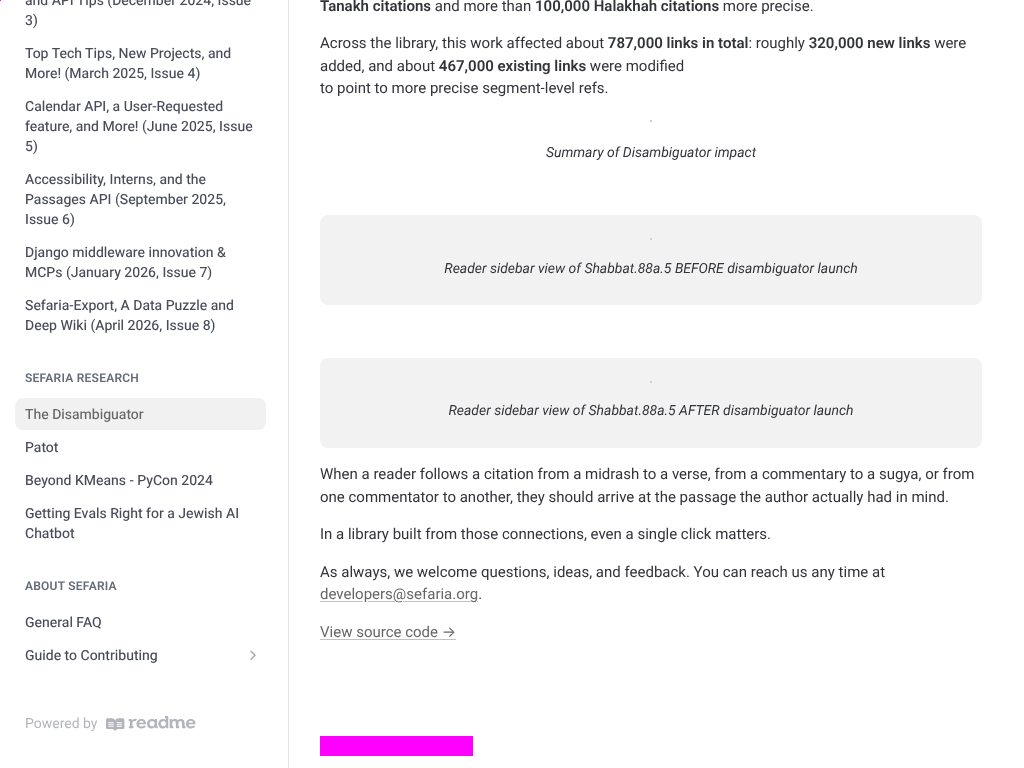 and API Tips (December 2024, Issue
3)
Top Tech Tips, New Projects, and
More! (March 2025, Issue 4)
Calendar API, a User-Requested
feature, and More! (June 2025, Issue
5)
Accessibility, Interns, and the
Passages API (September 2025,
Issue 6)
Django middleware innovation &
MCPs (January 2026, Issue 7)
Sefaria-Export, A Data Puzzle and
Deep Wiki (April 2026, Issue 8)
SEFARIA RESEARCH
The Disambiguator
Patot
Beyond KMeans - PyCon 2024
Getting Evals Right for a Jewish AI
Chatbot
ABOUT SEFARIA
General FAQ
Guide to Contributing
Powered by readme
Tanakh citations and more than 100,000 Halakhah citations more precise.
Across the library, this work affected about 787,000 links in total: roughly 320,000 new links were
added, and about 467,000 existing links were modified
to point to more precise segment-level refs.
Summary of Disambiguator impact
Reader sidebar view of Shabbat.88a.5 BEFORE disambiguator launch
Reader sidebar view of Shabbat.88a.5 AFTER disambiguator launch
When a reader follows a citation from a midrash to a verse, from a commentary to a sugya, or from
one commentator to another, they should arrive at the passage the author actually had in mind.
In a library built from those connections, even a single click matters.
As always, we welcome questions, ideas, and feedback. You can reach us any time at
developers@sefaria.org.
View source code →